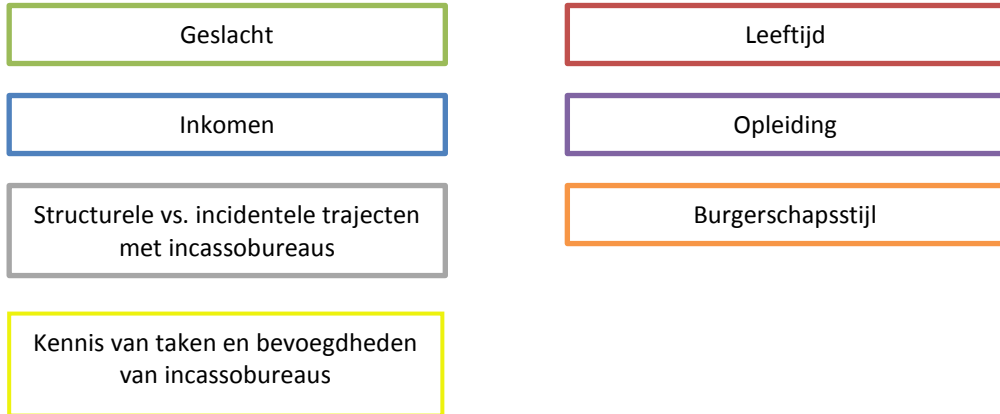 Geslacht
Leeftijd
Inkomen
Opleiding
Structurele vs. incidentele trajecten
met incassobureaus
Burgerschapsstijl
Kennis van taken en bevoegdheden
van incassobureaus